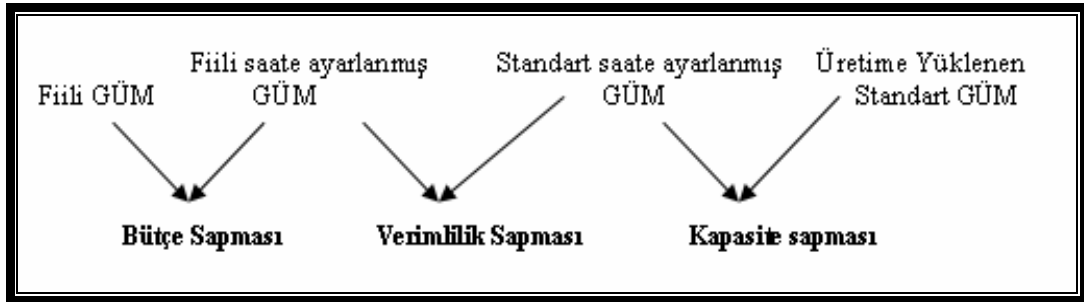 Fiili GÜM
Fiili saate ayarlanmış
GÜM
Standart saate ayarlanmış
GÜM
Üretime Yüklenen
Standart GÜM
Bütçe Sapması
Verimlilik Sapması
Kapasite sapması